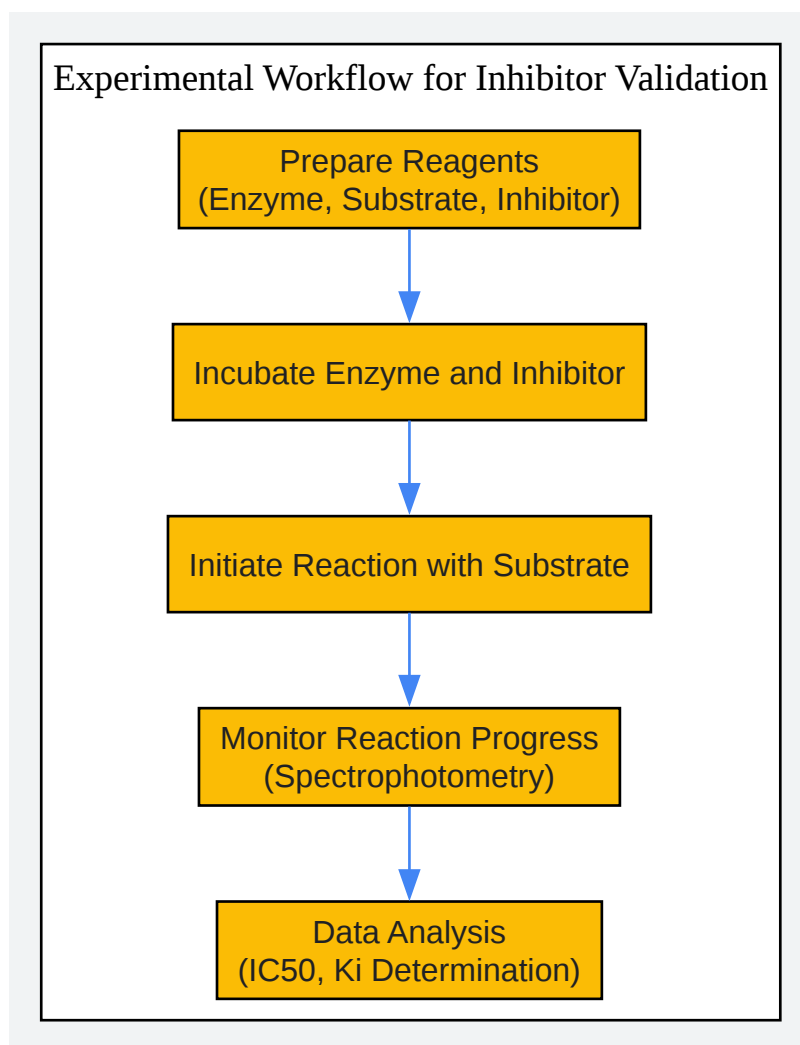 Experimental Workflow for Inhibitor Validation
Prepare Reagents
(Enzyme, Substrate, Inhibitor)
Incubate Enzyme and Inhibitor
Initiate Reaction with Substrate
Monitor Reaction Progress
(Spectrophotometry)
Data Analysis
(IC50, Ki Determination)